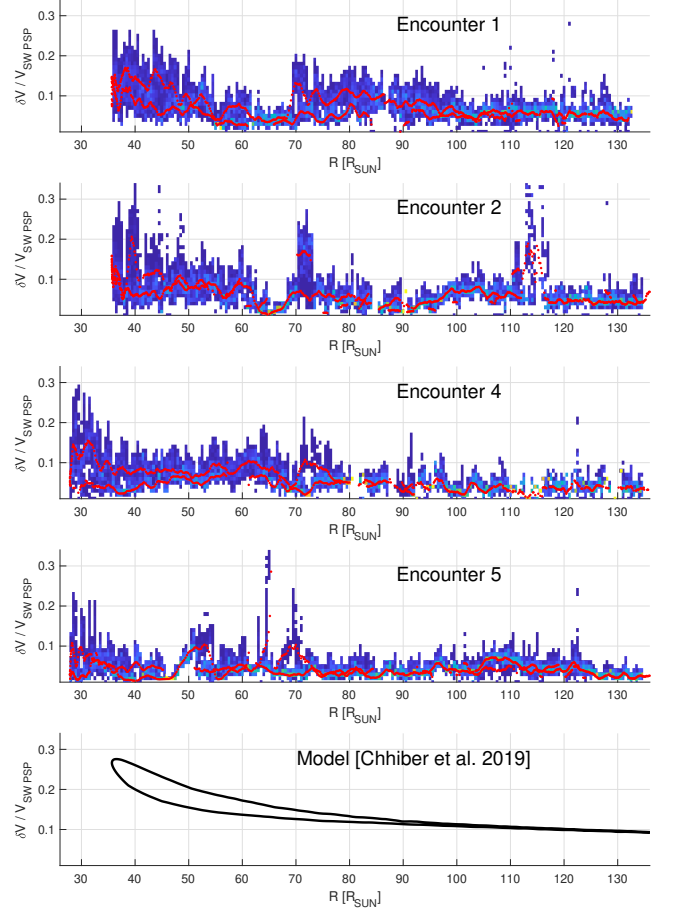 Encounter 1
0.3
0.2
0.1
δV / V_SW PSP
30 40 50 60 70 80 90 100 110 120 130
R [R_SUN]
Encounter 2
0.3
0.2
0.1
δV / V_SW PSP
30 40 50 60 70 80 90 100 110 120 130
R [R_SUN]
Encounter 4
0.3
0.2
0.1
δV / V_SW PSP
30 40 50 60 70 80 90 100 110 120 130
R [R_SUN]
Encounter 5
0.3
0.2
0.1
δV / V_SW PSP
30 40 50 60 70 80 90 100 110 120 130
R [R_SUN]
Model [Chhiber et al. 2019]
0.3
0.2
0.1
δV / V_SW PSP
30 40 50 60 70 80 90 100 110 120 130
R [R_SUN]